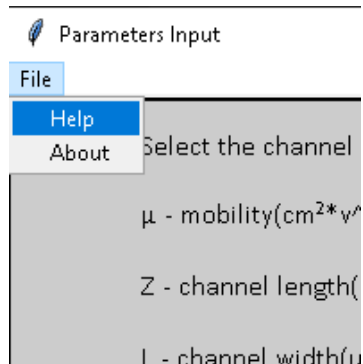 Parameters Input
File
Help
About
Select the channel
μ - mobility(cm²*v^
Z - channel length(
L - channel width(μ